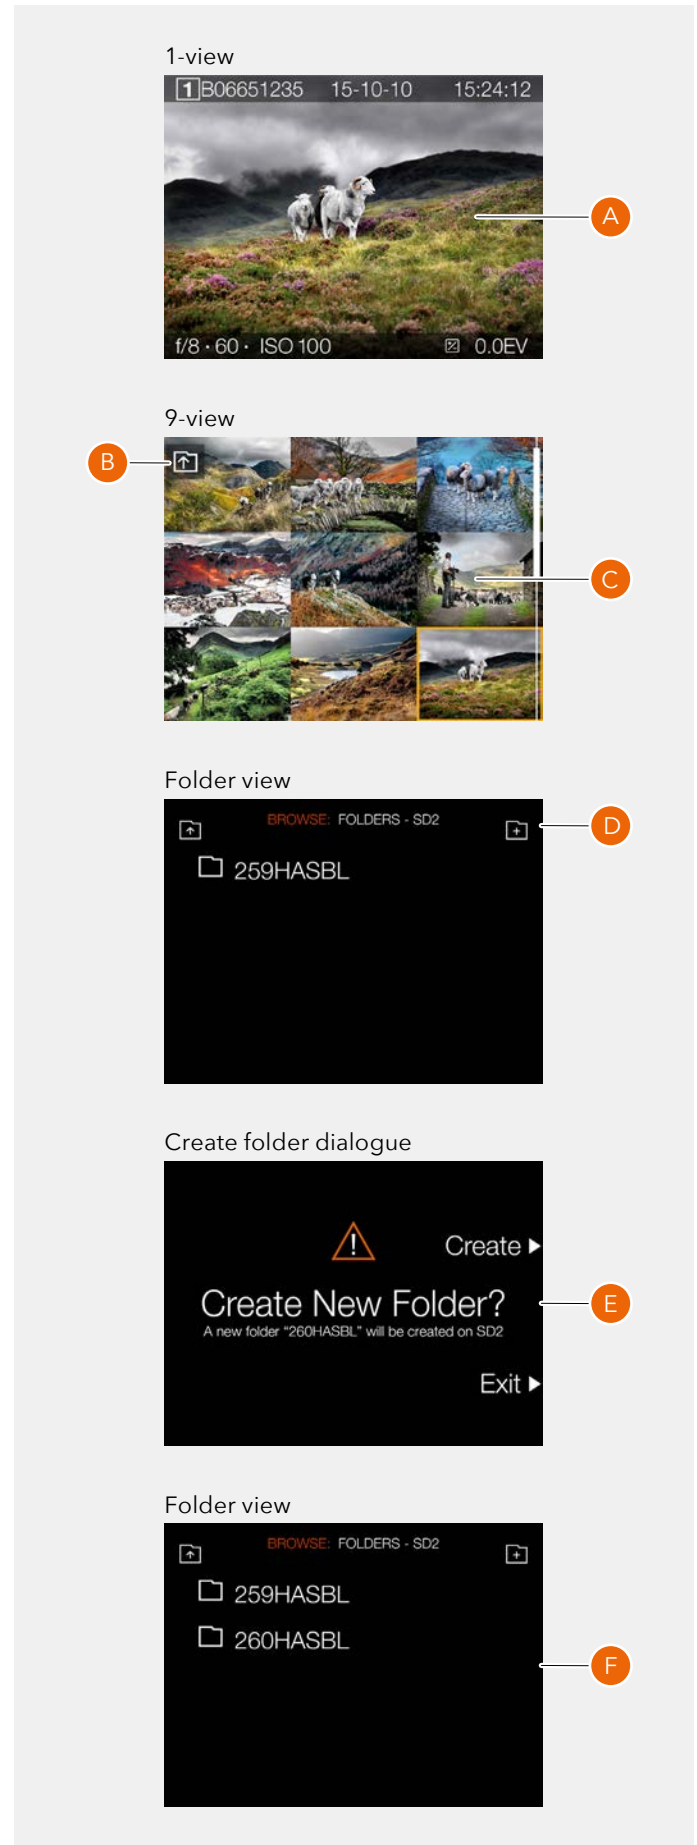 1-view
1 B06651235 15-10-10 15:24:12
A
f/8 · 60 · ISO 100 0.0EV
9-view
B
C
Folder view
BROWSE: FOLDERS - SD2
D
259HASBL
Create folder dialogue
!
Create
Create New Folder?
E
A new folder "260HASBL" will be created on SD2
Exit
Folder view
BROWSE: FOLDERS - SD2
259HASBL
260HASBL
F